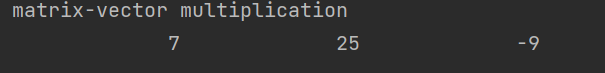 matrix-vector multiplication
7 25 -9